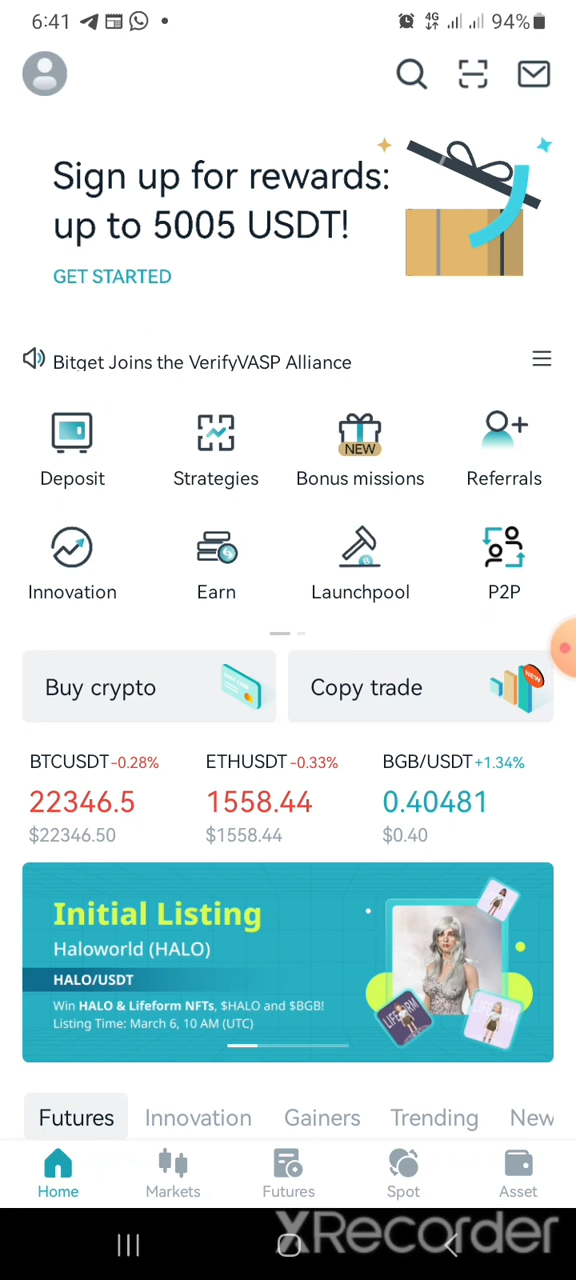 6:41
4G
94%
Sign up for rewards:
up to 5005 USDT!
GET STARTED
Bitget Joins the VerifyVASP Alliance
NEW
Deposit
Strategies
Bonus missions
Referrals
Innovation
Earn
Launchpool
P2P
Buy crypto
Copy trade
NEW
BTCUSDT -0.28%
ETHUSDT -0.33%
BGB/USDT +1.34%
22346.5
1558.44
0.40481
$22346.50
$1558.44
$0.40
Initial Listing
Haloworld (HALO)
HALO/USDT
Win HALO & Lifeform NFTs, $HALO and $BGB!
Listing Time: March 6, 10 AM (UTC)
LIFEFORM
Futures
Innovation
Gainers
Trending
New
Home
Markets
Futures
Spot
Asset
XRecorder